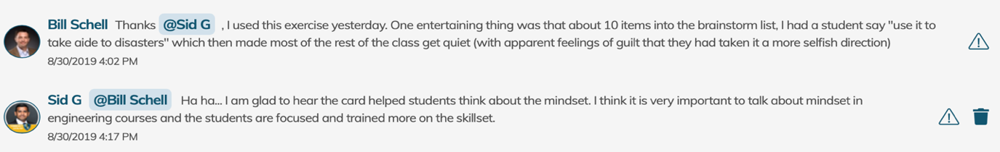 Bill Schell Thanks @Sid G , I used this exercise yesterday. One entertaining thing was that about 10 items into the brainstorm list, I had a student say "use it to
take aide to disasters" which then made most of the rest of the class get quiet (with apparent feelings of guilt that they had taken it a more selfish direction)
8/30/2019 4:02 PM
Sid G @Bill Schell Ha ha... I am glad to hear the card helped students think about the mindset. I think it is very important to talk about mindset in
engineering courses and the students are focused and trained more on the skillset.
8/30/2019 4:17 PM